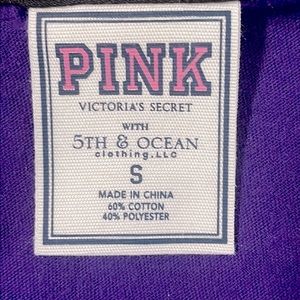 PINK
VICTORIA'S SECRET
WITH
5TH & OCEAN
clothing.LLC
S
MADE IN CHINA
60% COTTON
40% POLYESTER